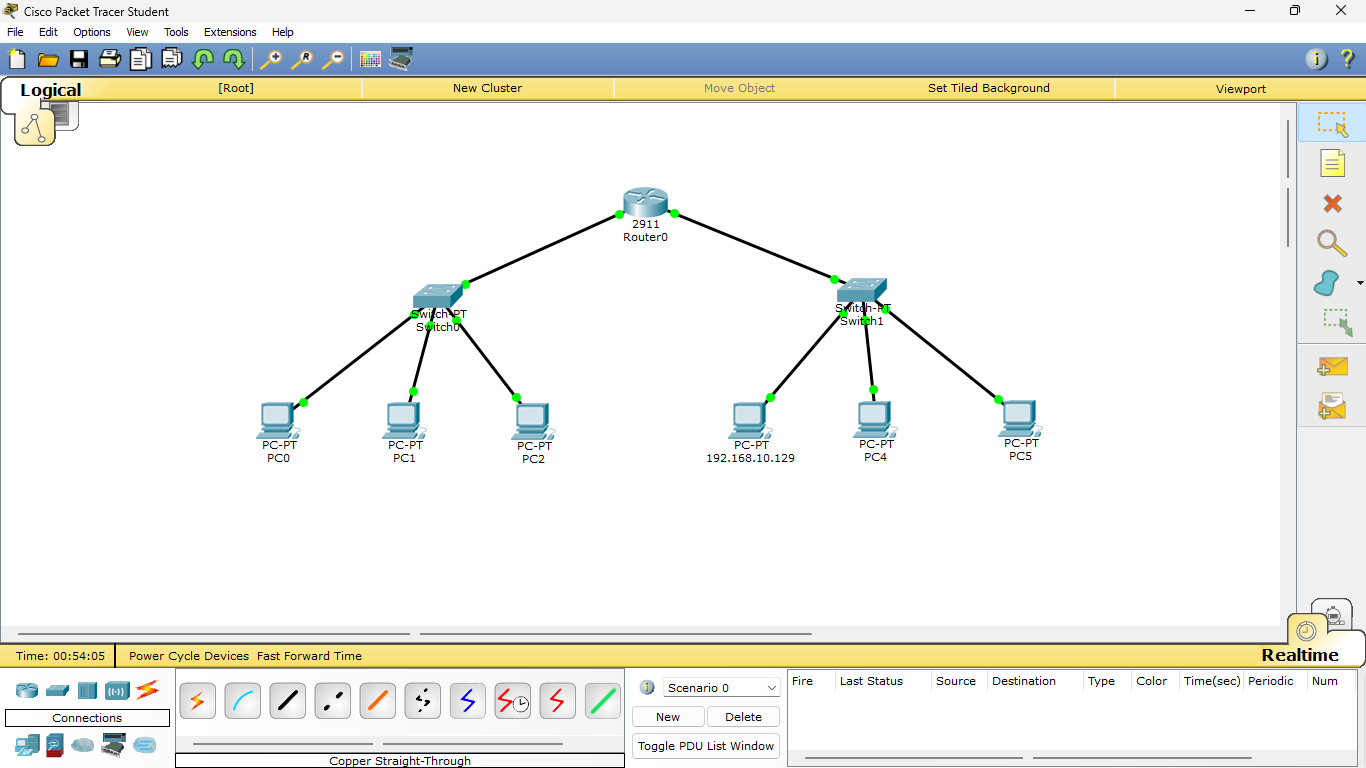 Cisco Packet Tracer Student
File Edit Options View Tools Extensions Help
Logical [Root] New Cluster Move Object Set Tiled Background Viewport
2911
Router0
Switch-PT
Switch0
Switch-PT
Switch1
PC-PT
PC0
PC-PT
PC1
PC-PT
PC2
PC-PT
192.168.10.129
PC-PT
PC4
PC-PT
PC5
Time: 00:54:05 Power Cycle Devices Fast Forward Time Realtime
Connections
Copper Straight-Through
Scenario 0
New Delete
Toggle PDU List Window
Fire Last Status Source Destination Type Color Time(sec) Periodic Num